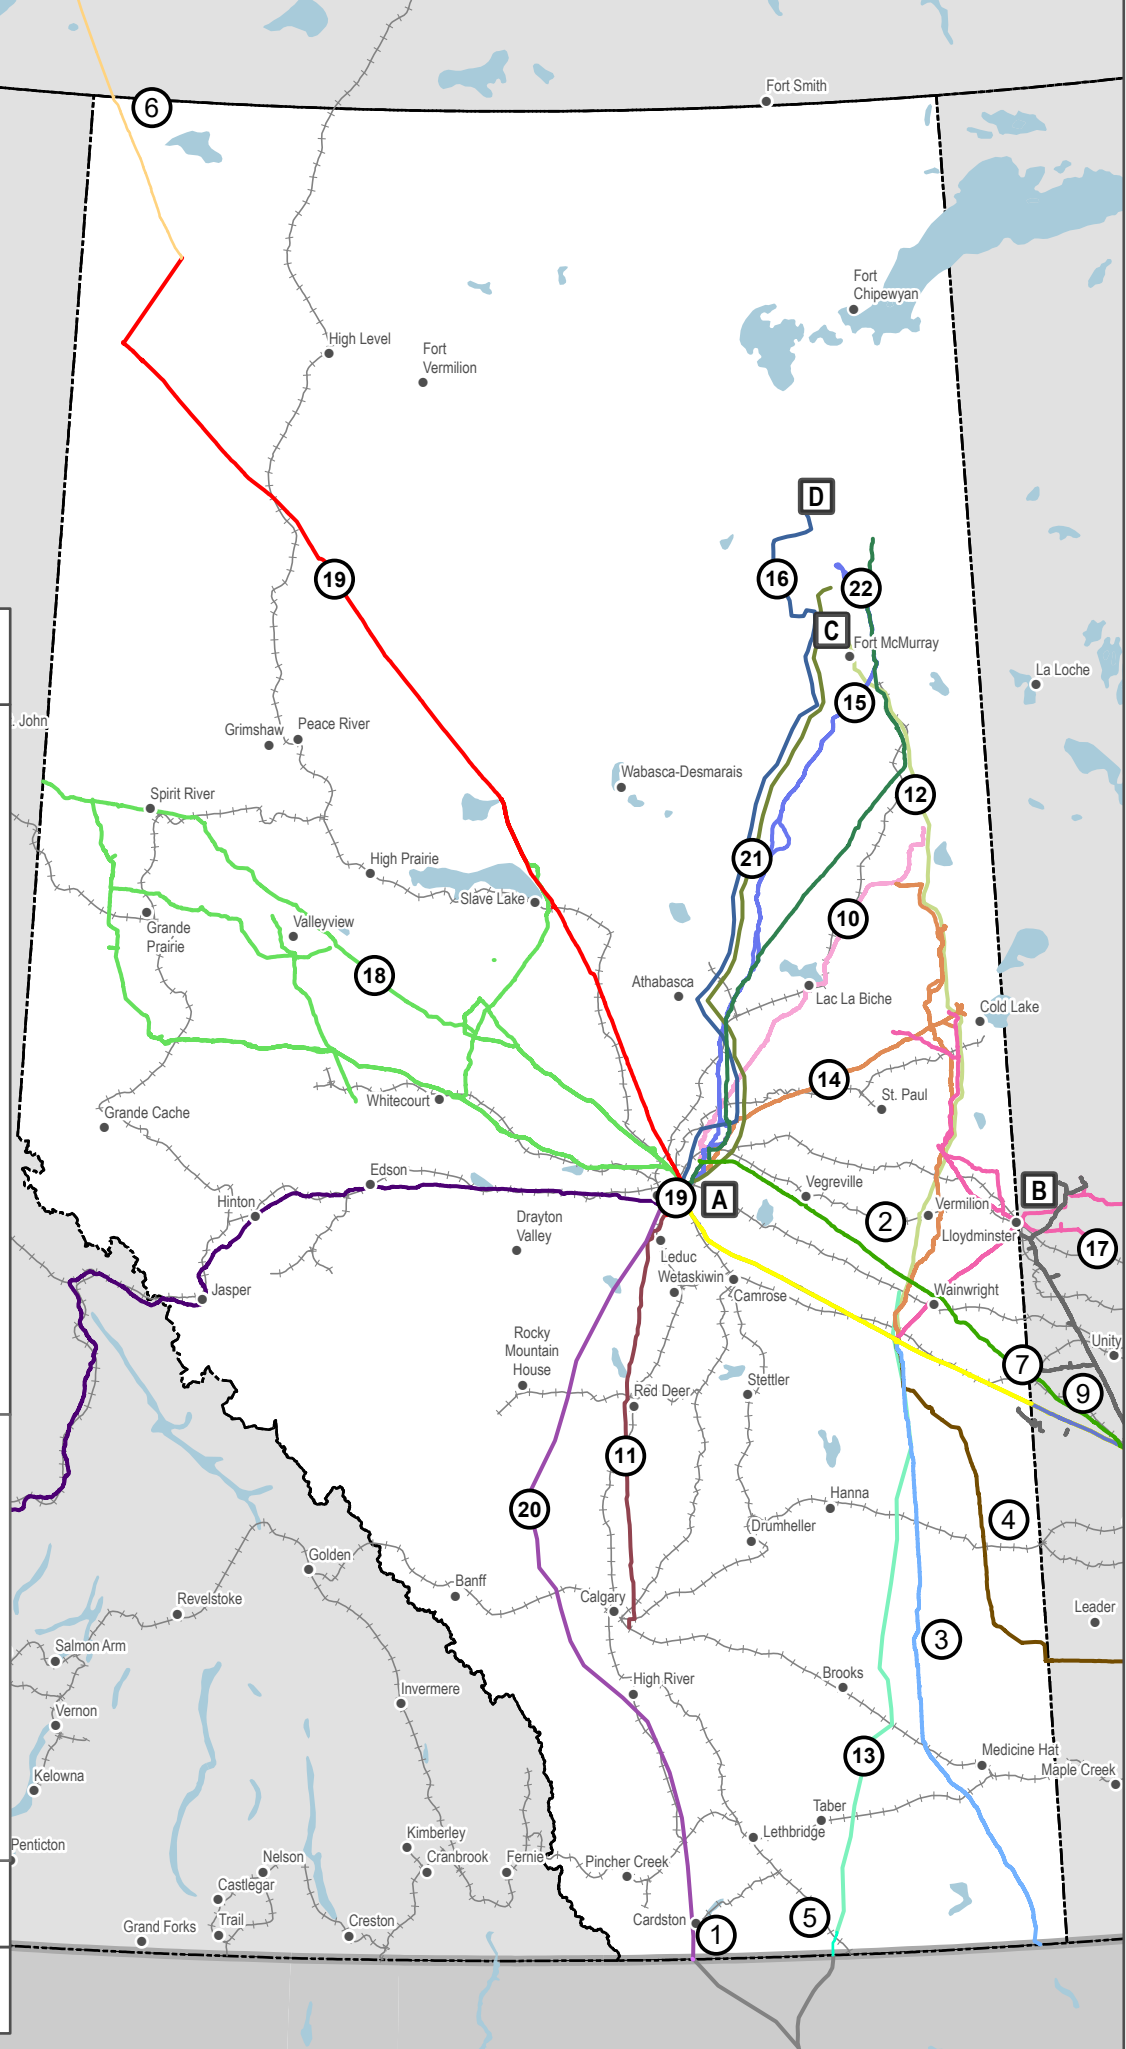 Fort Smith
6
Fort
Chipewyan
High Level
Fort
Vermilion
D
16
19
22
C
Fort McMurray
La Loche
15
. John
Grimshaw
Peace River
Wabasca-Desmarais
Spirit River
12
21
High Prairie
Slave Lake
10
Grande
Prairie
Valleyview
18
Athabasca
Lac La Biche
Cold Lake
14
Whitecourt
St. Paul
Grande Cache
Edson
Hinton
19
A
Vegreville
B
Vermilion
2
Drayton
Valley
Lloydminster
17
Leduc
Wetaskiwin
Camrose
Jasper
Wainwright
Rocky
Mountain
House
Unity
7
Stettler
9
Red Deer
11
Hanna
20
4
Drumheller
Golden
Banff
Calgary
Revelstoke
Leader
Salmon Arm
3
High River
Brooks
Invermere
Vernon
13
Medicine Hat
Maple Creek
Kelowna
Taber
Lethbridge
Penticton
Kimberley
Cranbrook
Nelson
Fernie
Pincher Creek
Castlegar
Grand Forks
Trail
Creston
Cardston
1
5